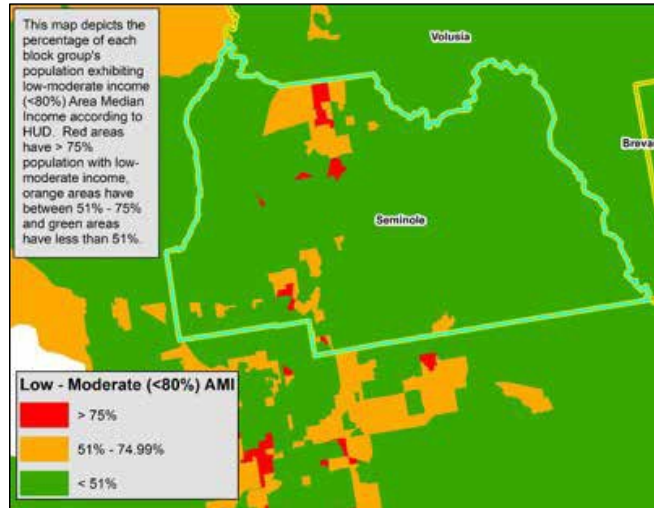 This map depicts the
percentage of each
block group's
population exhibiting
low-moderate income
(<80%) Area Median
Income according to
HUD. Red areas
have > 75%
population with low-
moderate income,
orange areas have
between 51% - 75%
and green areas
have less than 51%.
Volusia
Breva
Seminole
Low - Moderate (<80%) AMI
> 75%
51% - 74.99%
< 51%